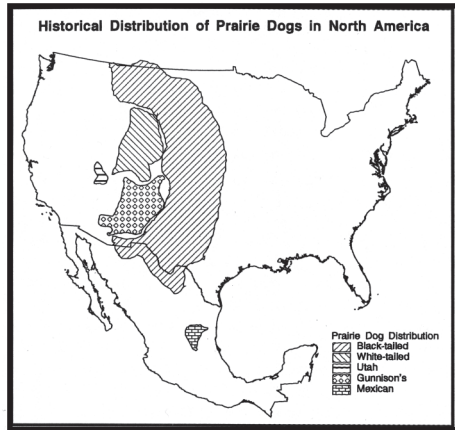 Historical Distribution of Prairie Dogs in North America
Prairie Dog Distribution
Black-tailed
White-tailed
Utah
Gunnison's
Mexican